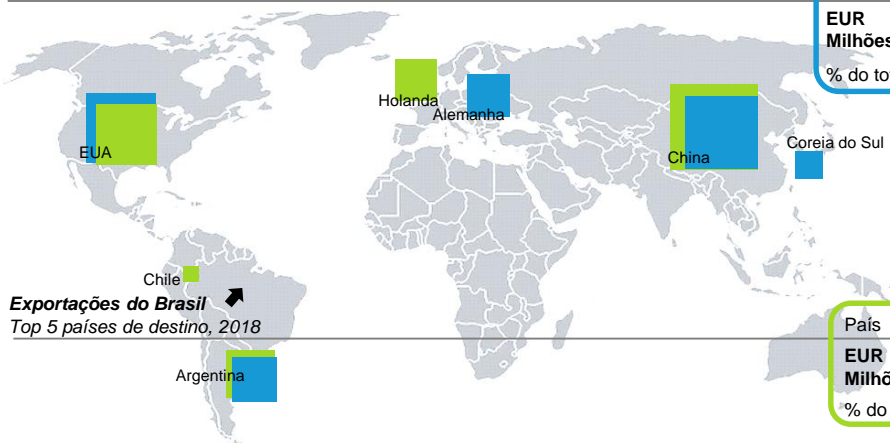 EUR
Milhões
% do to
Holanda
Alemanha
EUA
China
Coreia do Sul
Chile
Exportações do Brasil
Top 5 países de destino, 2018
Argentina
País
EUR
Milhõ
% do